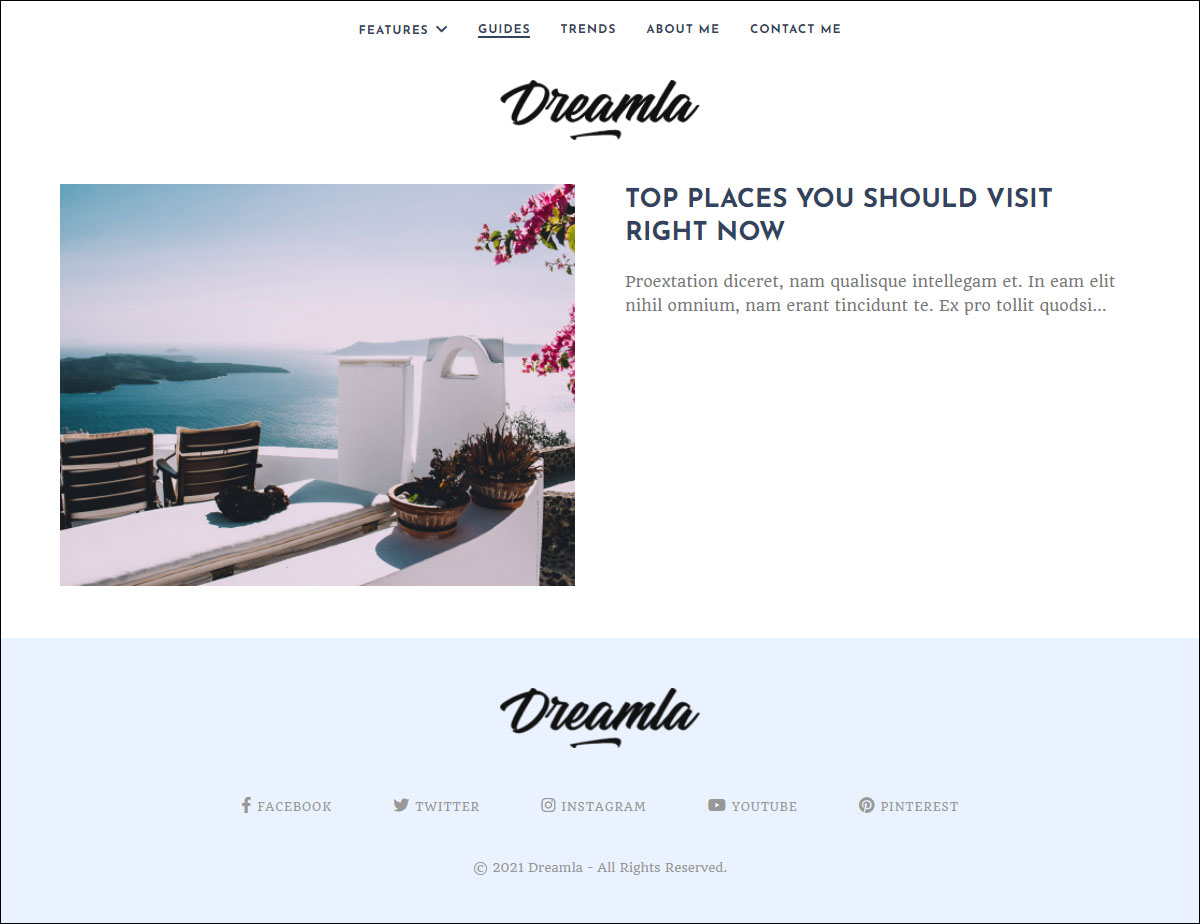 FEATURES GUIDES TRENDS ABOUT ME CONTACT ME
Dreamla
TOP PLACES YOU SHOULD VISIT
RIGHT NOW
Proextation diceret, nam qualisque intellegam et. In eam elit
nihil omnium, nam erant tincidunt te. Ex pro tollit quodsi...
Dreamla
FACEBOOK TWITTER INSTAGRAM YOUTUBE PINTEREST
© 2021 Dreamla - All Rights Reserved.